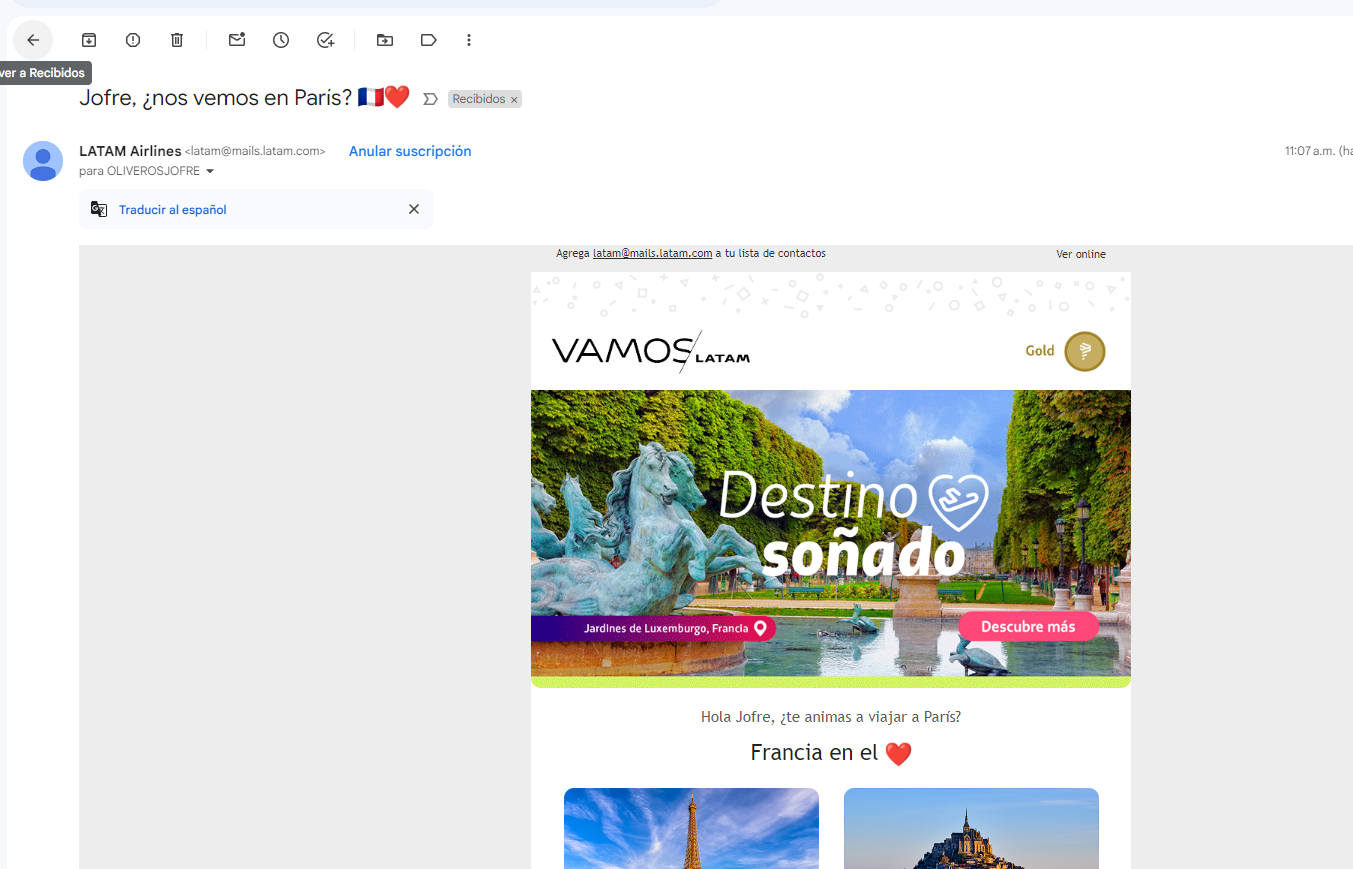 ver a Recibidos
Jofre, ¿nos vemos en París? 🇫🇷❤️
Recibidos ×
LATAM Airlines <latam@mails.latam.com> Anular suscripción
11:07 a.m. (ha
para OLIVEROSJOFRE
Traducir al español
Agrega latam@mails.latam.com a tu lista de contactos
Ver online
VAMOS/LATAM
Gold
Destino
soñado
Jardines de Luxemburgo, Francia
Descubre más
Hola Jofre, ¿te animas a viajar a París?
Francia en el ❤️